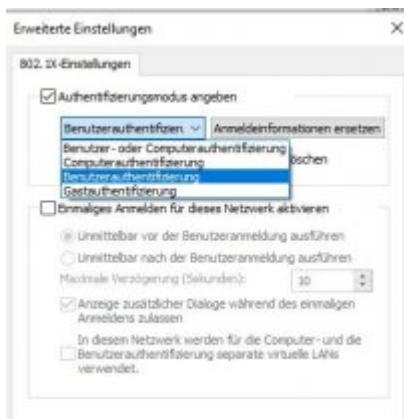 Erweiterte Einstellungen
802.1X-Einstellungen
Authentifizierungsmodus angeben
Benutzerauthentifizien
Anmeldeinformationen ersetzen
Benutzer- oder Computerauthentifizierung
Computerauthentifizierung
öschen
Benutzerauthentifizierung
Gastauthentifizierung
Einmaliges Anmelden für dieses Netzwerk aktivieren
Unmittelbar vor der Benutzeranmeldung ausführen
Unmittelbar nach der Benutzeranmeldung ausführen
Maximale Verzögerung (Sekunden):
10
Anzeige zusätzlicher Dialoge während des einmaligen
Anmeldens zulassen
In diesem Netzwerk werden für die Computer- und die
Benutzerauthentifizierung separate virtuelle LANs
verwendet.